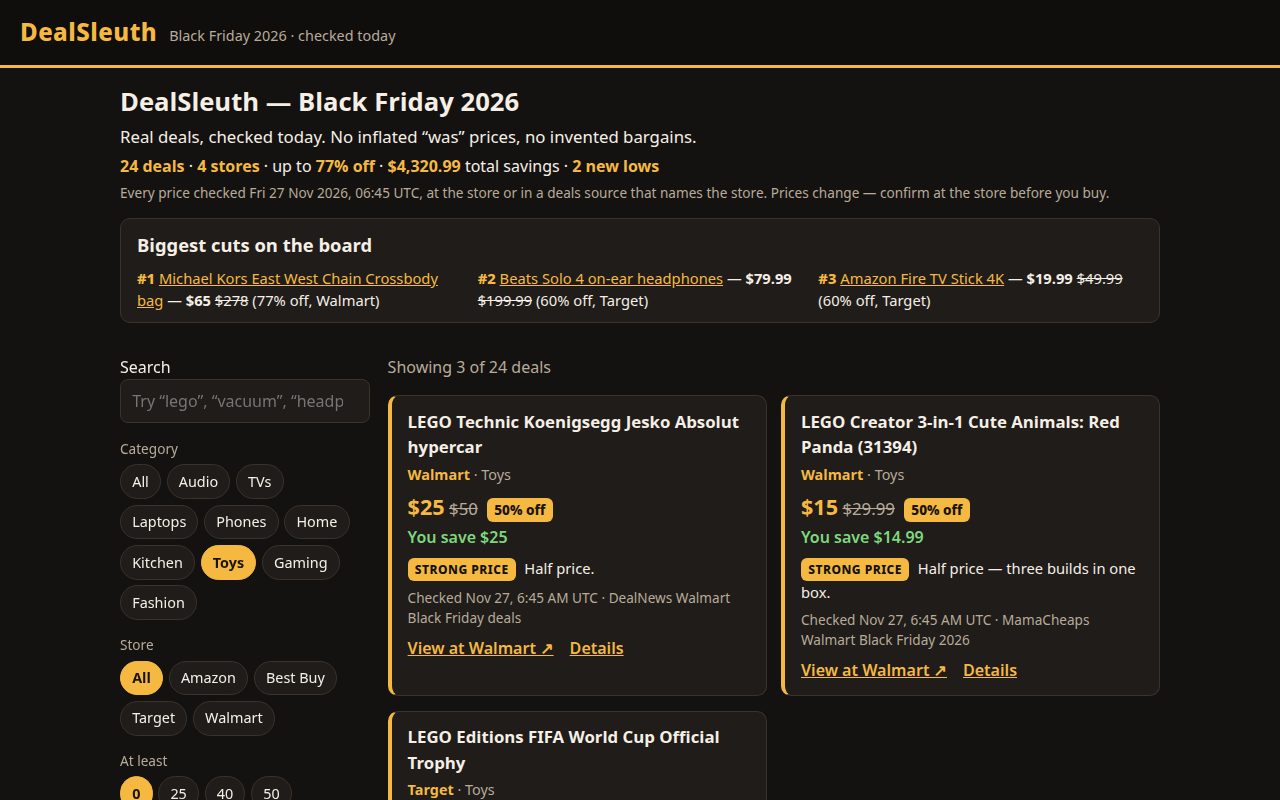 DealSleuth Black Friday 2026 · checked today
DealSleuth — Black Friday 2026
Real deals, checked today. No inflated “was” prices, no invented bargains.
24 deals · 4 stores · up to 77% off · $4,320.99 total savings · 2 new lows
Every price checked Fri 27 Nov 2026, 06:45 UTC, at the store or in a deals source that names the store. Prices change — confirm at the store before you buy.
Biggest cuts on the board
#1 Michael Kors East West Chain Crossbody
bag — $65 $278 (77% off, Walmart)
#2 Beats Solo 4 on-ear headphones — $79.99
$199.99 (60% off, Target)
#3 Amazon Fire TV Stick 4K — $19.99 $49.99
(60% off, Target)
Search
Try “lego”, “vacuum”, “headp
Category
All Audio TVs
Laptops Phones Home
Kitchen Toys Gaming
Fashion
Store
All Amazon Best Buy
Target Walmart
At least
0 25 40 50
Showing 3 of 24 deals
LEGO Technic Koenigsegg Jesko Absolut
hypercar
Walmart · Toys
$25 $50 50% off
You save $25
STRONG PRICE Half price.
Checked Nov 27, 6:45 AM UTC · DealNews Walmart
Black Friday deals
View at Walmart ↗ Details
LEGO Creator 3-in-1 Cute Animals: Red
Panda (31394)
Walmart · Toys
$15 $29.99 50% off
You save $14.99
STRONG PRICE Half price — three builds in one
box.
Checked Nov 27, 6:45 AM UTC · MamaCheaps
Walmart Black Friday 2026
View at Walmart ↗ Details
LEGO Editions FIFA World Cup Official
Trophy
Target · Toys